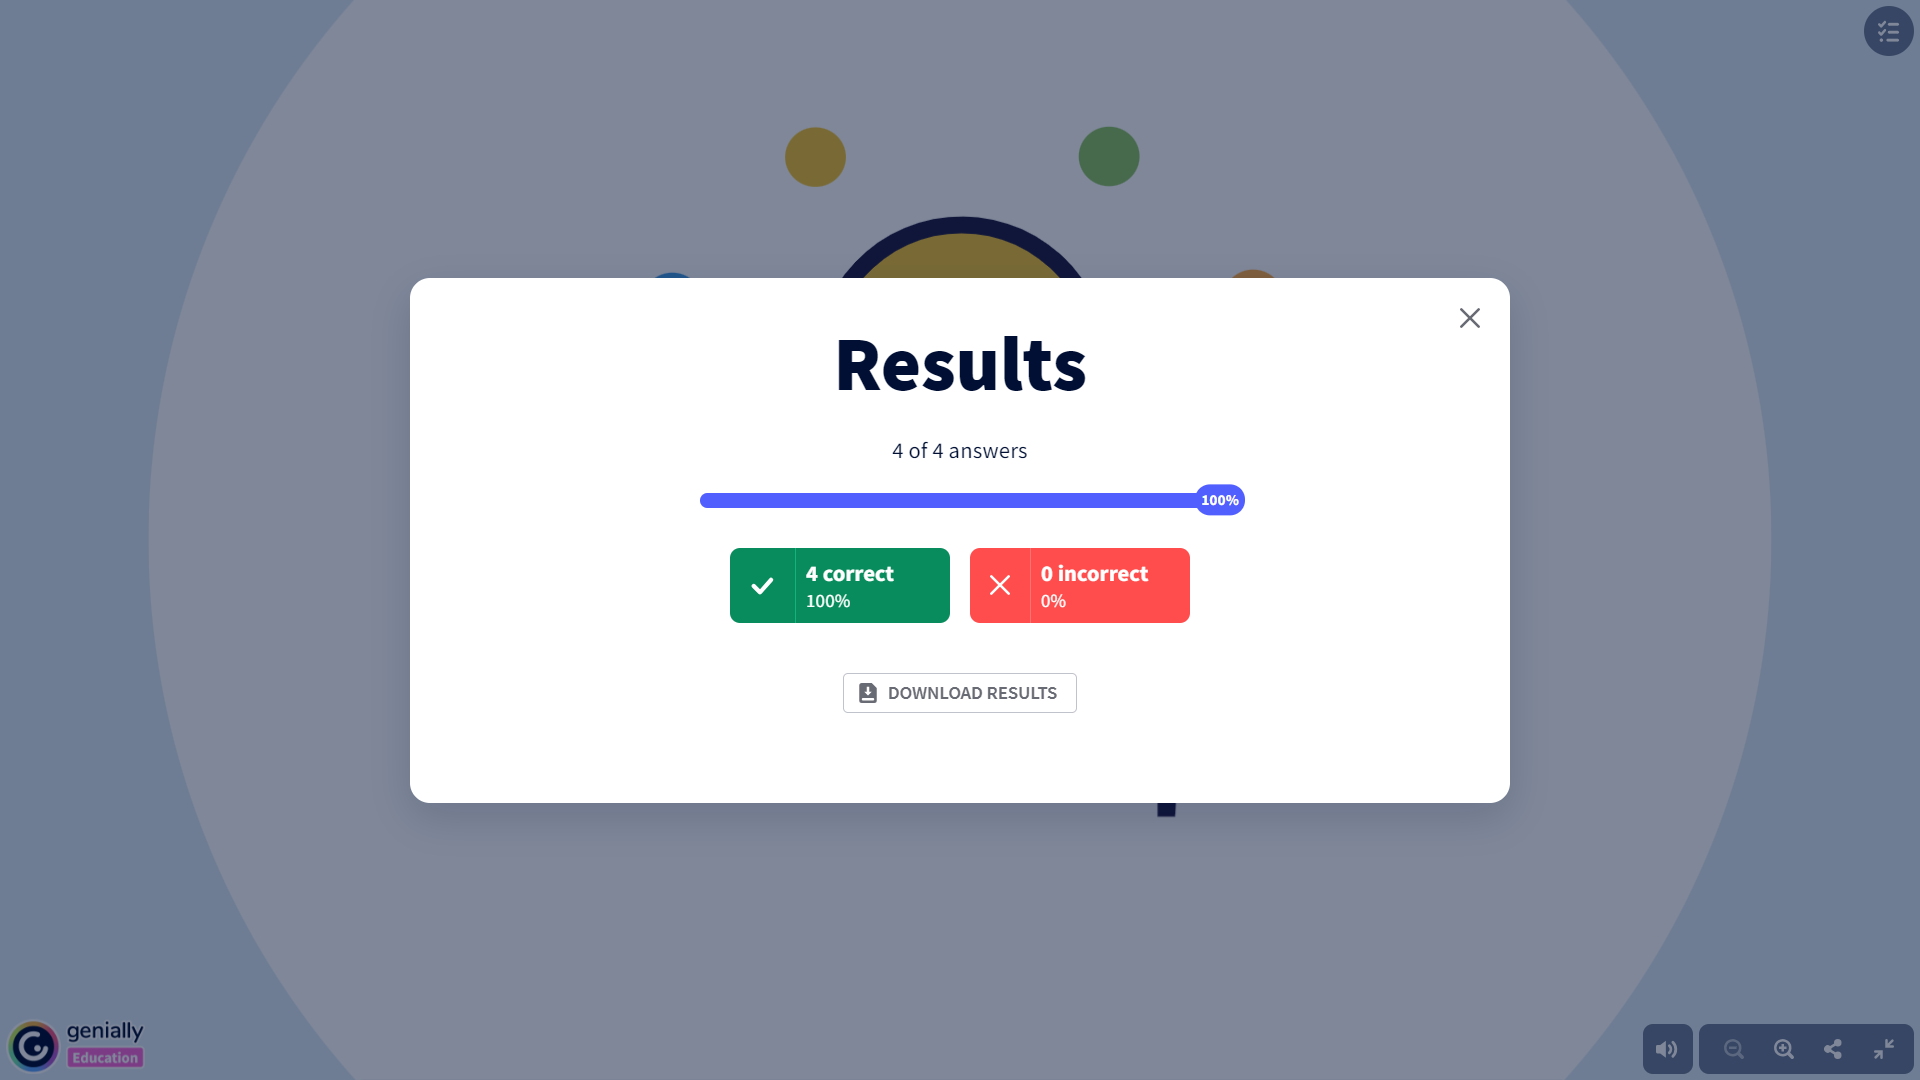 Results
4 of 4 answers
100%
4 correct
100%
0 incorrect
0%
DOWNLOAD RESULTS
genially
Education